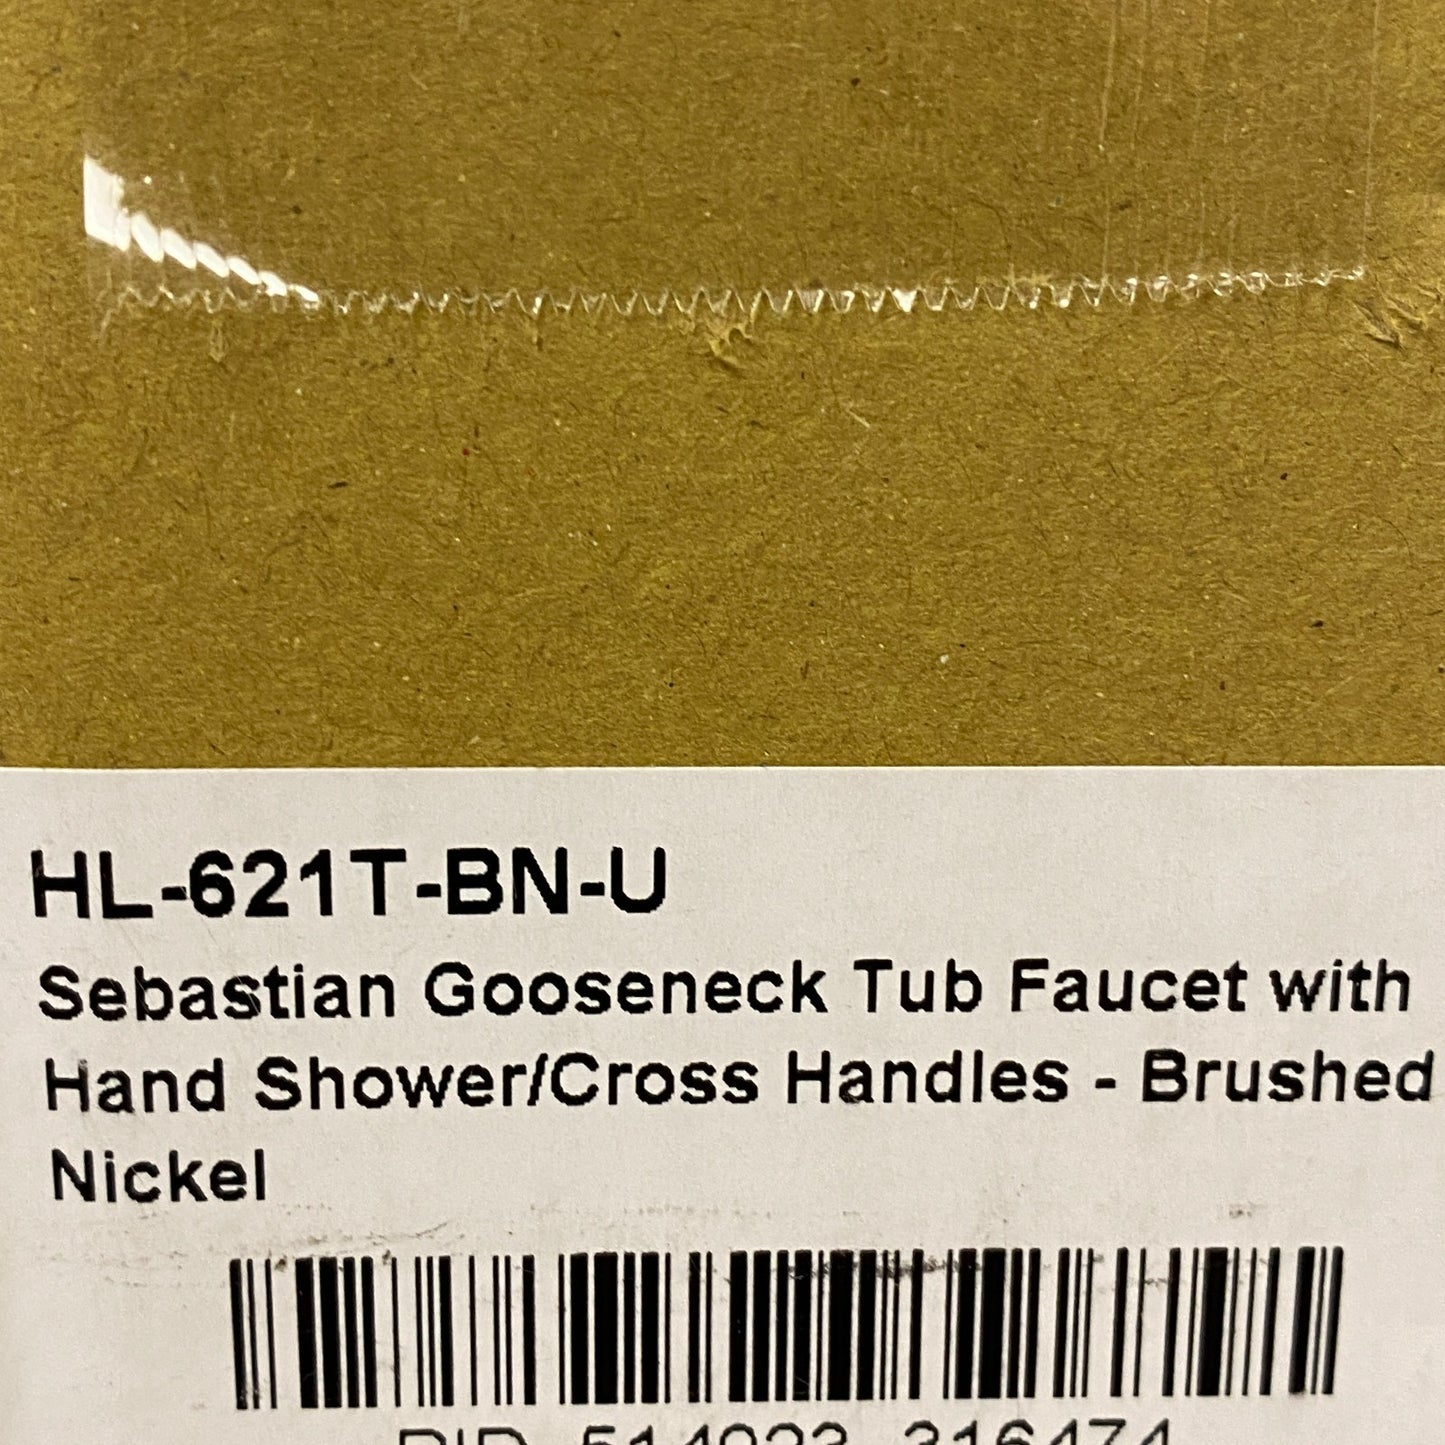 HL-621T-BN-U
Sebastian Gooseneck Tub Faucet with
Hand Shower/Cross Handles - Brushed
Nickel